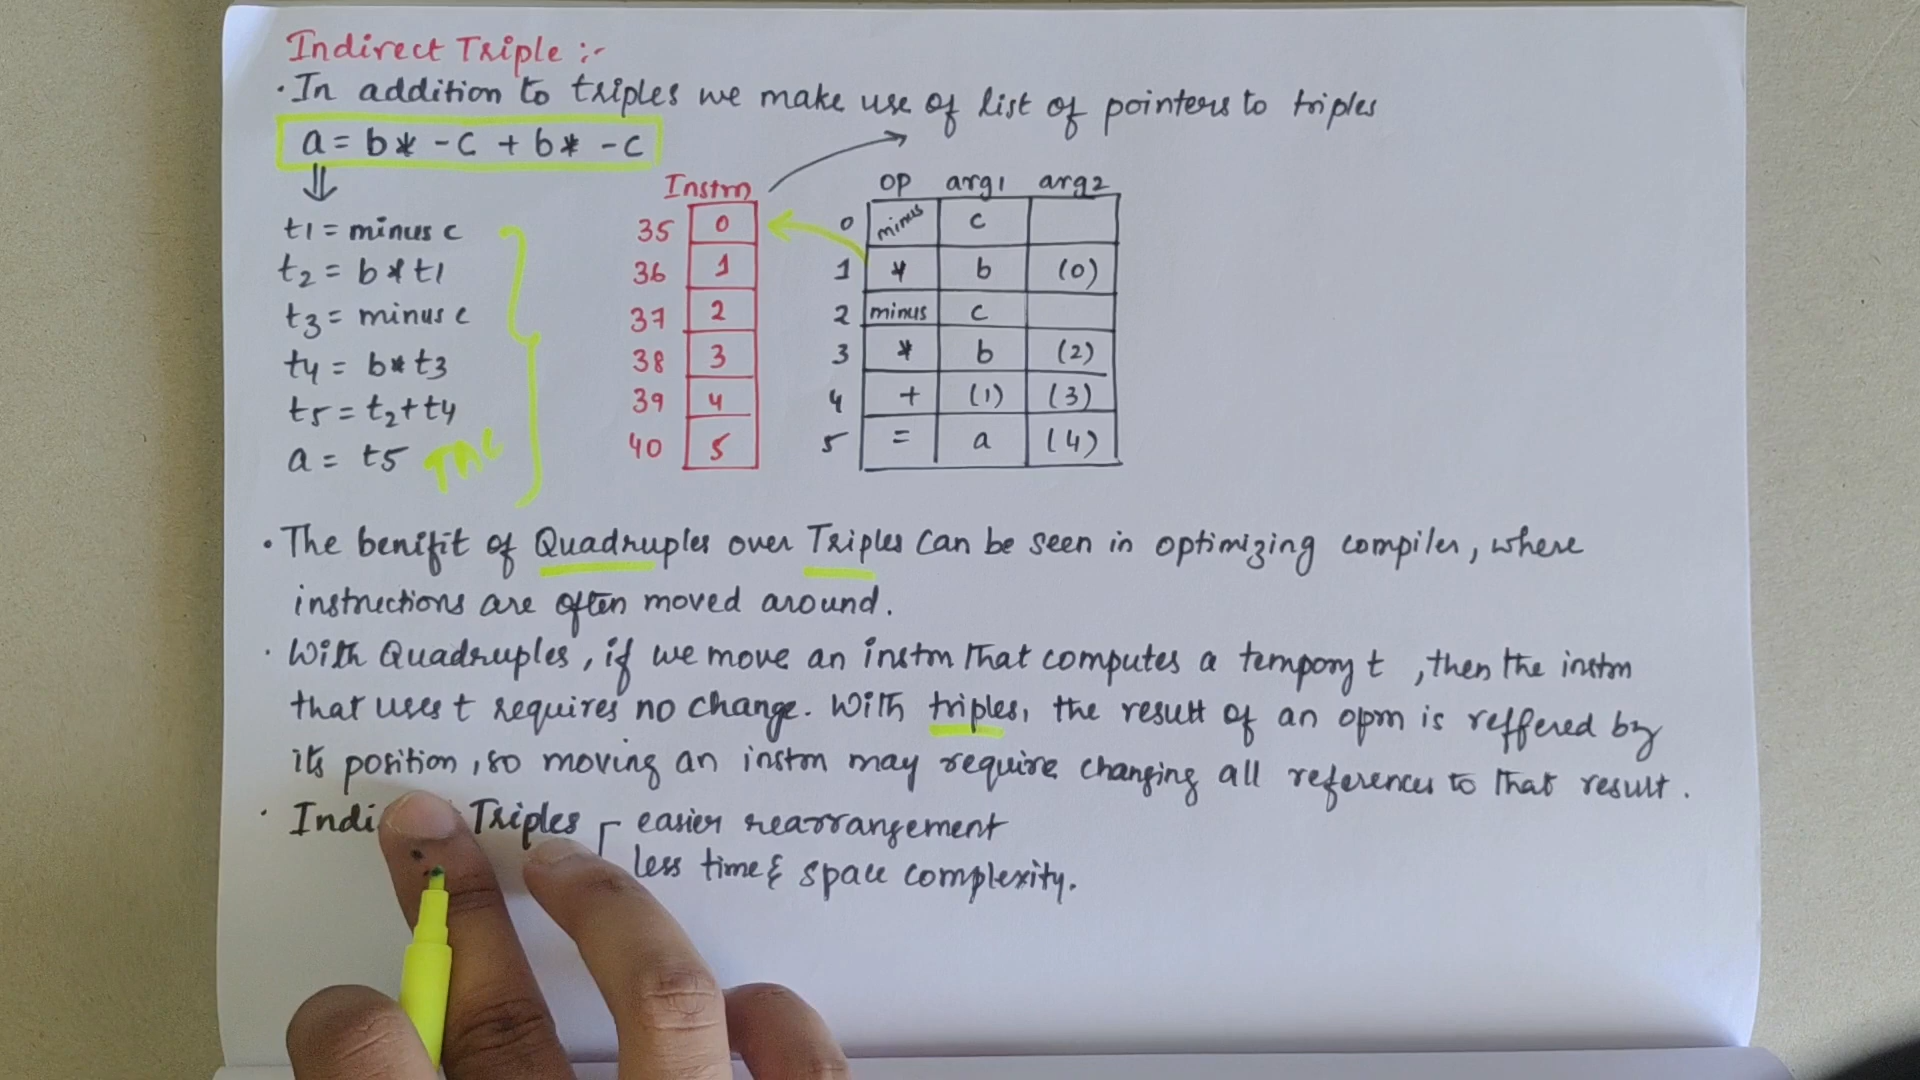 Indirect Triple :-
· In addition to triples we make use of list of pointers to triples
a = b * - c + b * - c
t1 = minus c
t2 = b * t1
t3 = minus c
t4 = b * t3
t5 = t2 + t4
a = t5
TAC
Instrn
35 0
36 1
37 2
38 3
39 4
40 5
op arg1 arg2
0 minus c
1 * b (0)
2 minus c
3 * b (2)
4 + (1) (3)
5 = a (4)
· The benifit of Quadruples over Triples can be seen in optimizing compiler, where
instructions are often moved around.
· With Quadruples, if we move an instrn that computes a tempory t , then the instrn
that uses t requires no change. With triples, the result of an oprn is reffered by
its position, so moving an instrn may require changing all references to that result.
· Triples easier rearrangement
less time & space complexity.